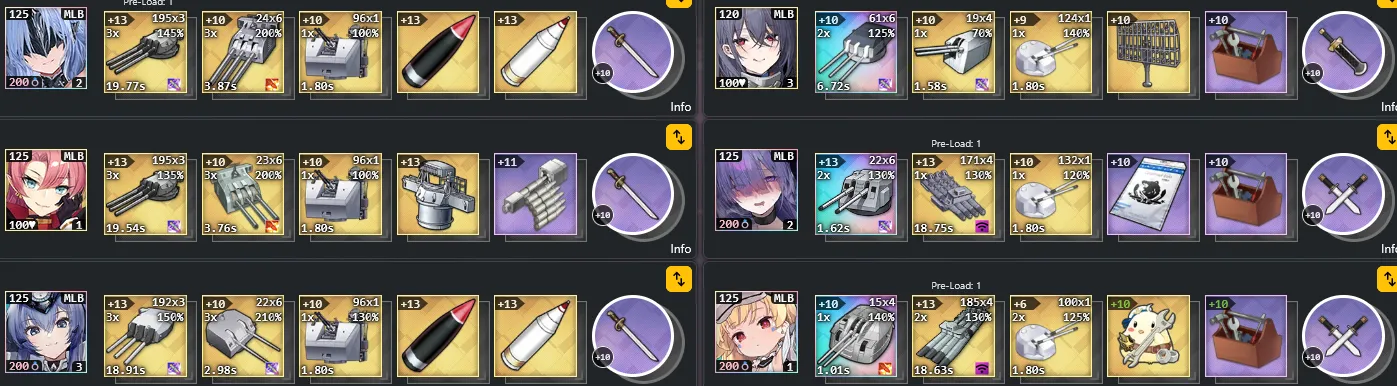 Pre-Load: 1
125 MLB
200 2
+13 195x3
3x 145%
19.77s
+10 24x6
3x 200%
3.87s
+10 96x1
1x 100%
1.80s
+13
+13
+10
Info
120 MLB
100♥ 3
+10 61x6
2x 125%
6.72s
+10 19x4
1x 70%
1.58s
+9 124x1
1x 140%
1.80s
+10
+10
+10
Info
125 MLB
100♥ 1
+13 195x3
3x 135%
19.54s
+10 23x6
3x 200%
3.76s
+10 96x1
1x 100%
1.80s
+13
+11
+10
Info
Pre-Load: 1
125 MLB
200 2
+13 22x6
2x 130%
1.62s
+13 171x4
1x 130%
18.75s
+10 132x1
1x 120%
1.80s
+10
+10
+10
Info
125 MLB
200 3
+13 192x3
3x 150%
18.91s
+10 22x6
2x 210%
2.98s
+10 96x1
1x 130%
1.80s
+13
+13
+10
Pre-Load: 1
125 MLB
200 1
+10 15x4
1x 140%
1.01s
+13 185x4
2x 130%
18.63s
+6 100x1
2x 125%
1.80s
+10
+10
+10